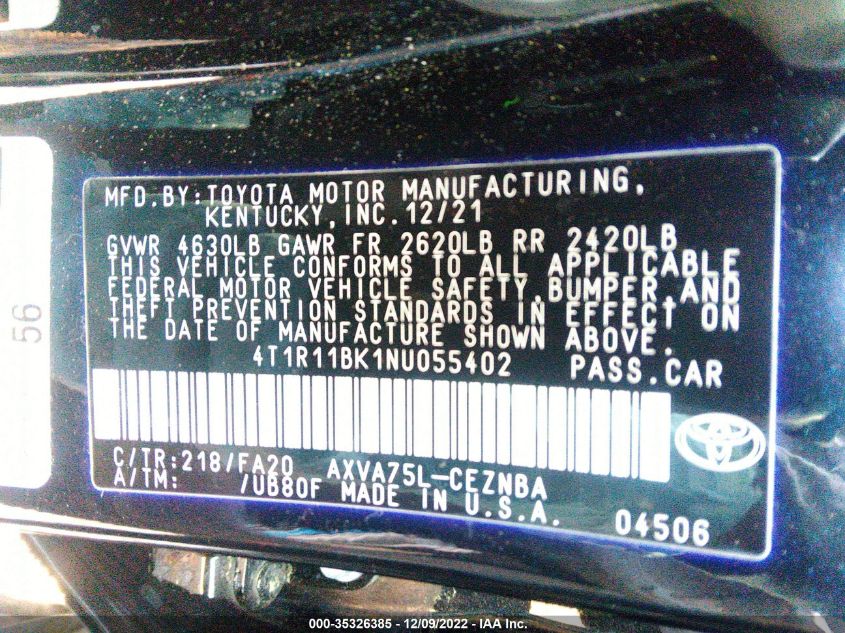 MFD.BY:TOYOTA MOTOR MANUFACTURING,
KENTUCKY,INC.12/21
GVWR 4630LB GAWR FR 2620LB RR 2420LB
THIS VEHICLE CONFORMS TO ALL APPLICABLE
FEDERAL MOTOR VEHICLE SAFETY,BUMPER,AND
THEFT PREVENTION STANDARDS IN EFFECT ON
THE DATE OF MANUFACTURE SHOWN ABOVE.
4T1R11BK1NU055402 PASS.CAR
C/TR:218/FA20 AXVA75L-CEZNBA
A/TM: /UB80F MADE IN U.S.A. 04506
56
000-35326385 - 12/09/2022 - IAA Inc.